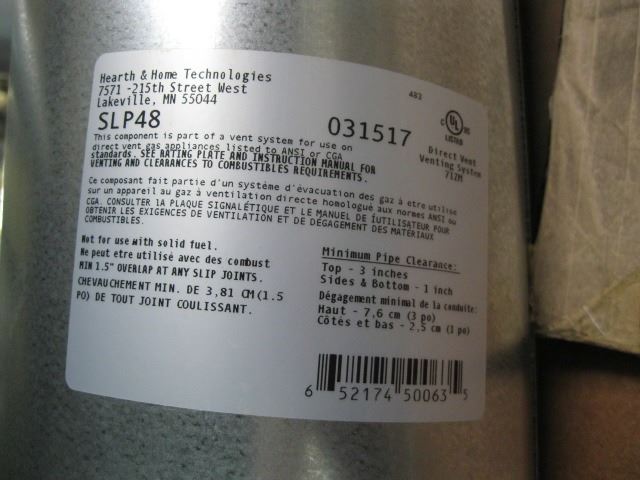 Hearth & Home Technologies
7571 -215th Street West
Lakeville, MN 55044
SLP48
483
031517
C UL US
LISTED
Direct Vent
Venting System
71ZM
This component is part of a vent system for use on
direct vent gas appliances listed to ANSI or CGA
standards. SEE RATING PLATE AND INSTRUCTION MANUAL FOR
VENTING AND CLEARANCES TO COMBUSTIBLES REQUIREMENTS.
Ce composant fait partie d'un système d'évacuation des gaz à etre utilise
sur un appareil au gaz à ventilation directe homologué aux normes ANSI ou
CGA. CONSULTER LA PLAQUE SIGNALÉTIQUE ET LE MANUEL DE ĹUTILISATEUR POUR
OBTENIR LES EXIGENCES DE VENTILATION ET DE DÉGAGEMENT DES MATÉRIAUX
COMBUSTIBLES.
Not for use with solid fuel.
Ne peut etre utilisé avec des combust
MIN 1.5" OVERLAP AT ANY SLIP JOINTS.
CHEVAUCHEMENT MIN. DE 3,81 CM(1.5
PO) DE TOUT JOINT COULISSANT.
Minimum Pipe Clearance:
Top - 3 inches
Sides & Bottom - 1 inch
Dégagement minimal de la conduite:
Haut - 7,6 cm (3 po)
Côtés et bas - 2,5 cm (1 po)
6 52174 50063 5